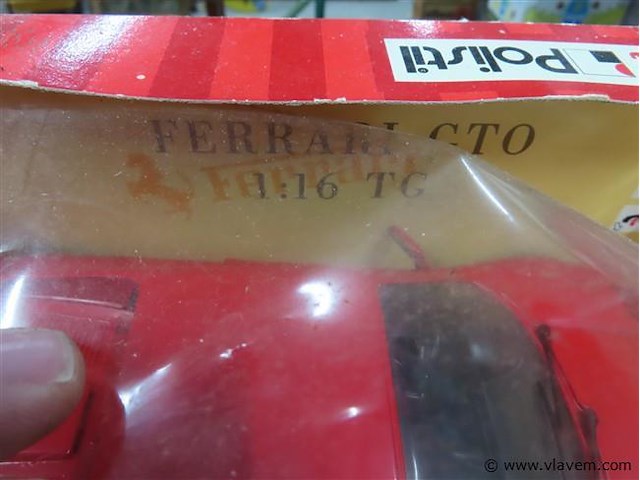 Polistil
FERRARI GTO
Ferrari
1:16 TG
© www.vlavem.com